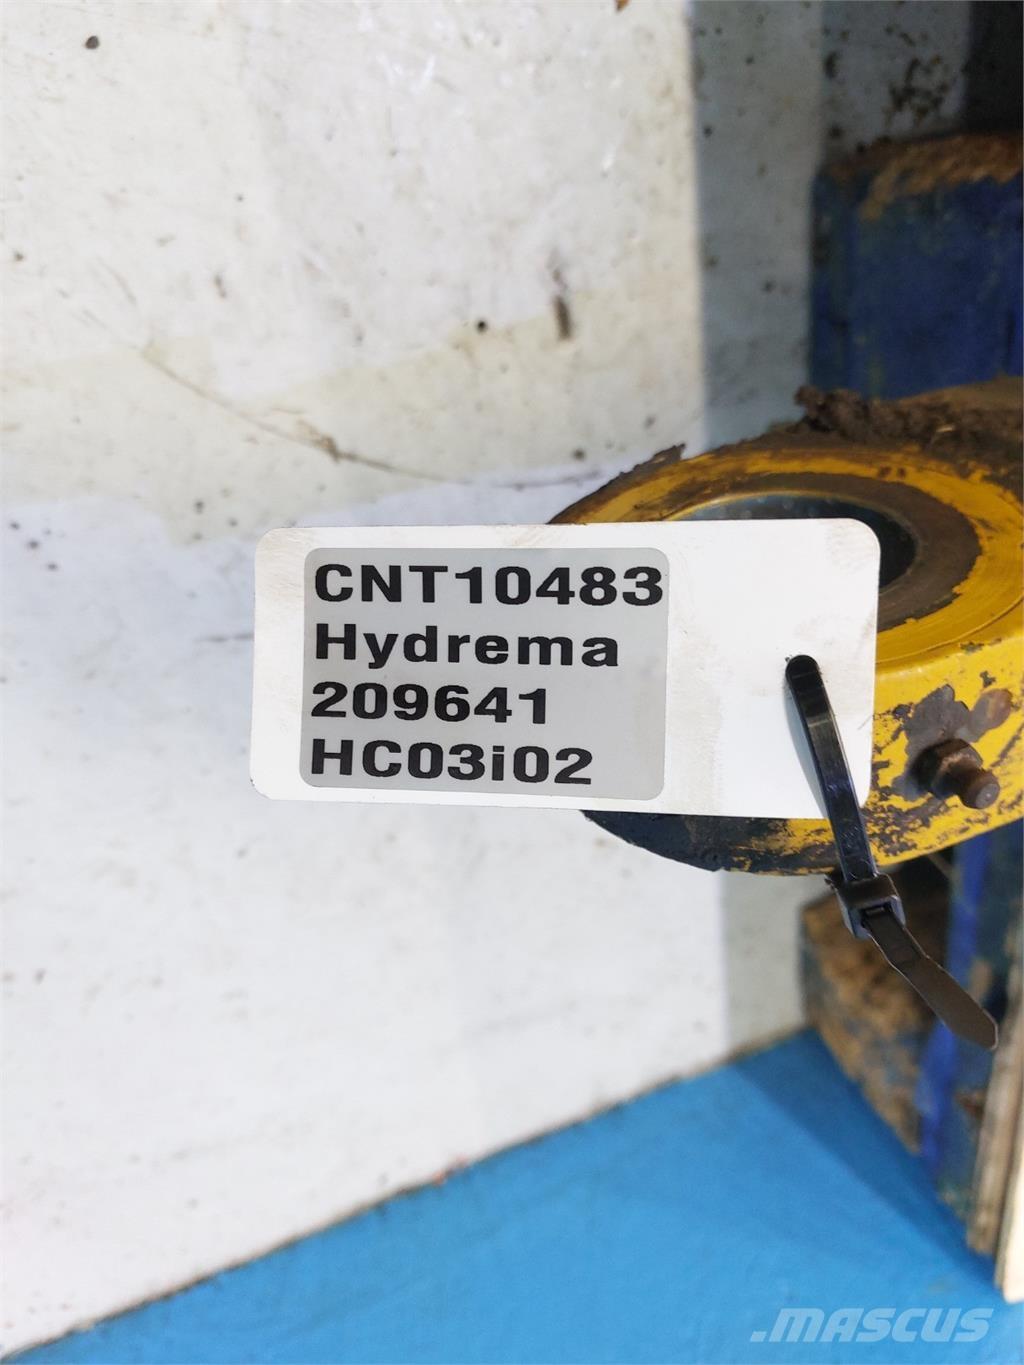 CNT10483
Hydrema
209641
HC03i02
MASCUS